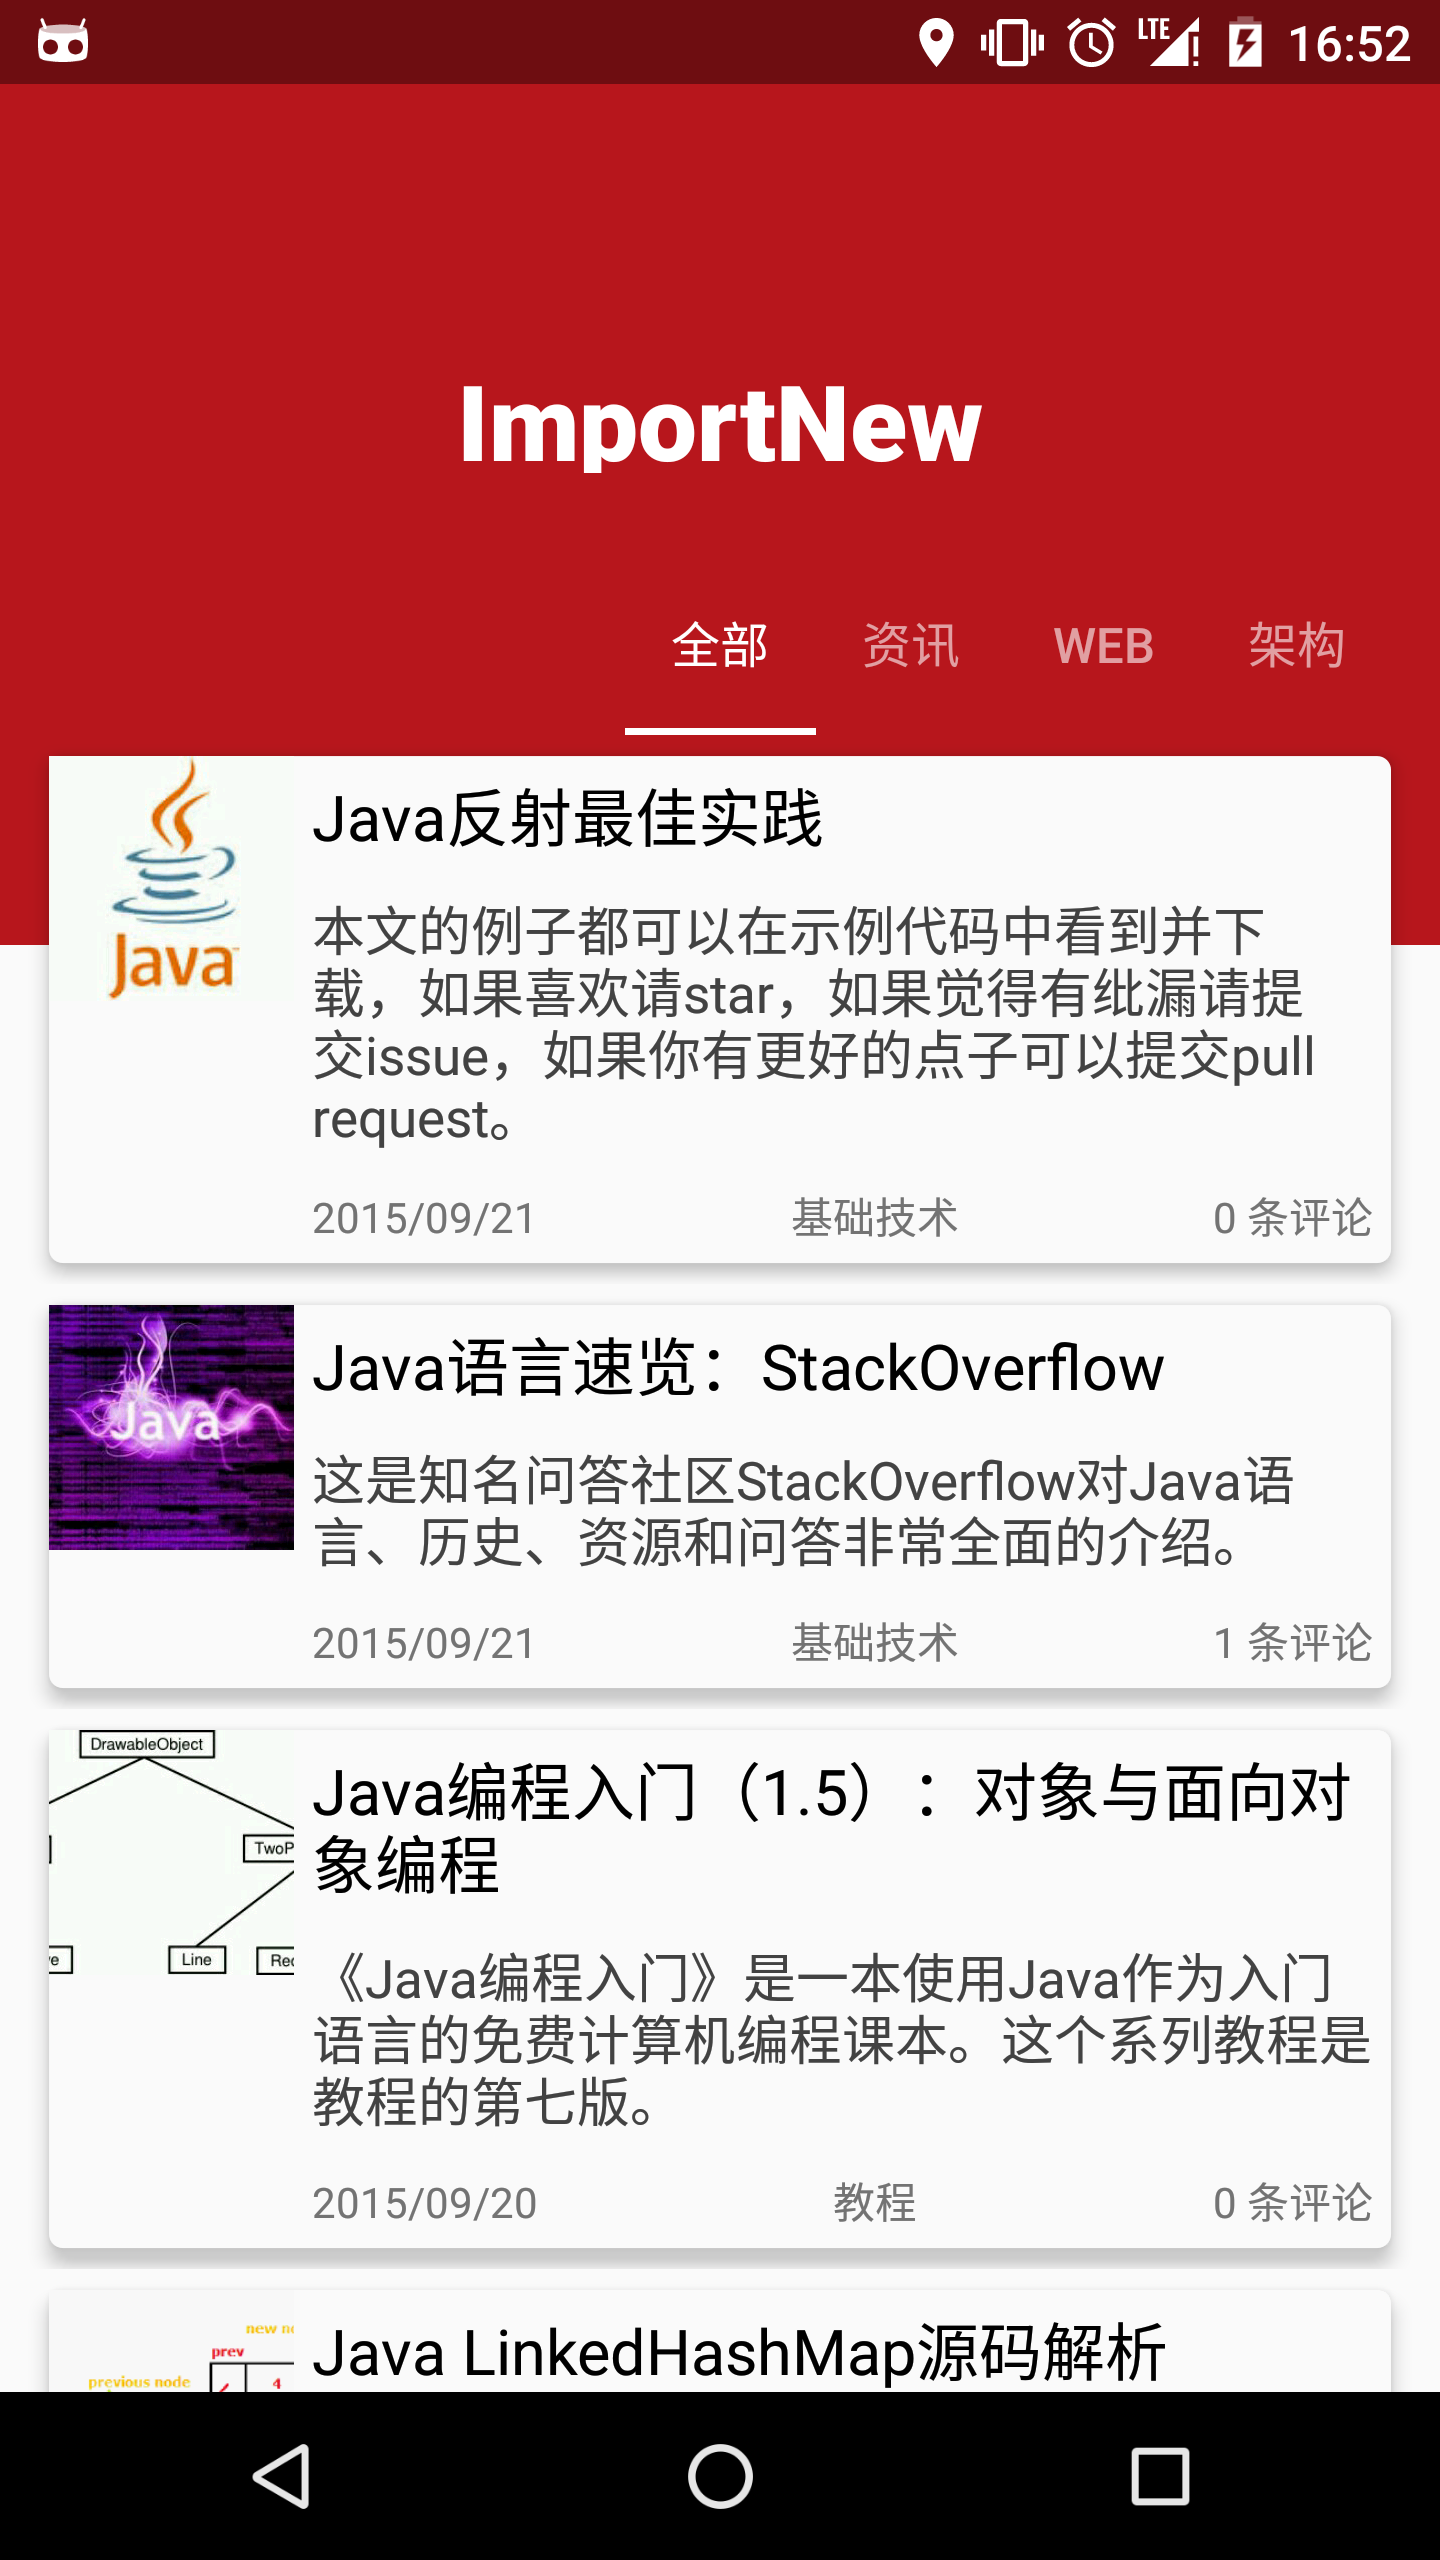 LTE 16:52
ImportNew
全部 资讯 WEB 架构
Java
Java反射最佳实践
本文的例子都可以在示例代码中看到并下
载，如果喜欢请star，如果觉得有纰漏请提
交issue，如果你有更好的点子可以提交pull
request。
2015/09/21 基础技术 0 条评论
Java
Java语言速览：StackOverflow
这是知名问答社区StackOverflow对Java语
言、历史、资源和问答非常全面的介绍。
2015/09/21 基础技术 1 条评论
DrawableObject
TwoP
Line
Rec
Java编程入门（1.5）：对象与面向对
象编程
《Java编程入门》是一本使用Java作为入门
语言的免费计算机编程课本。这个系列教程是
教程的第七版。
2015/09/20 教程 0 条评论
new
prev
previous node
4
Java LinkedHashMap源码解析